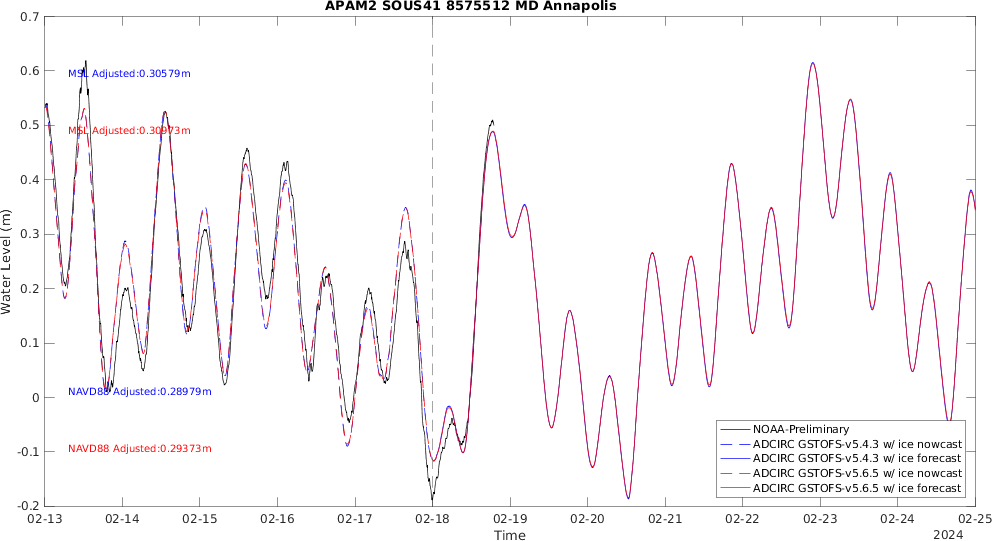 APAM2 SOUS41 8575512 MD Annapolis
0.7
0.6
0.5
0.4
0.3
0.2
0.1
0
-0.1
-0.2
Water Level (m)
MSL Adjusted:0.30579m
MSL Adjusted:0.30973m
NAVD88 Adjusted:0.28979m
NAVD88 Adjusted:0.29373m
NOAA-Preliminary
ADCIRC GSTOFS-v5.4.3 w/ ice nowcast
ADCIRC GSTOFS-v5.4.3 w/ ice forecast
ADCIRC GSTOFS-v5.6.5 w/ ice nowcast
ADCIRC GSTOFS-v5.6.5 w/ ice forecast
02-13 02-14 02-15 02-16 02-17 02-18 02-19 02-20 02-21 02-22 02-23 02-24 02-25
Time
2024